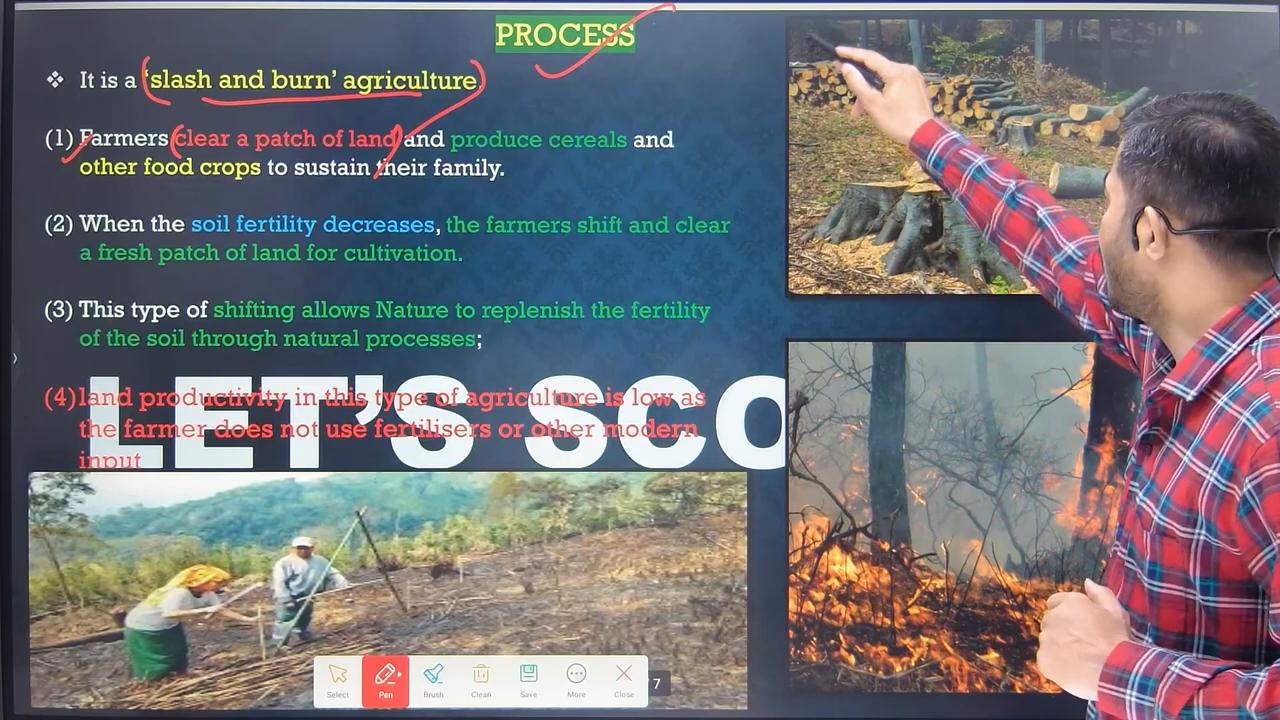 PROCESS
❖ It is a ‘slash and burn’ agriculture.
(1) Farmers clear a patch of land and produce cereals and
other food crops to sustain their family.
(2) When the soil fertility decreases, the farmers shift and clear
a fresh patch of land for cultivation.
(3) This type of shifting allows Nature to replenish the fertility
of the soil through natural processes;
(4) land productivity in this type of agriculture is low as
the farmer does not use fertilisers or other modern
input
LET'S SCO
Select Pen Brush Clean Save More Close
7